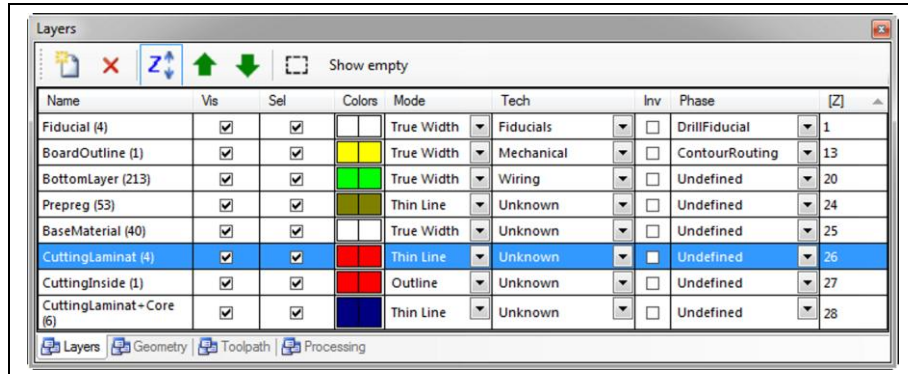 Layers
Z Show empty
Name Vis Sel Colors Mode Tech Inv Phase [Z]
Fiducial (4) True Width Fiducials DrillFiducial 1
BoardOutline (1) True Width Mechanical ContourRouting 13
BottomLayer (213) True Width Wiring Undefined 20
Prepreg (53) Thin Line Unknown Undefined 24
BaseMaterial (40) True Width Unknown Undefined 25
CuttingLaminat (4) Thin Line Unknown Undefined 26
CuttingInside (1) Outline Unknown Undefined 27
CuttingLaminat+Core
(6) Thin Line Unknown Undefined 28
Layers Geometry Toolpath Processing